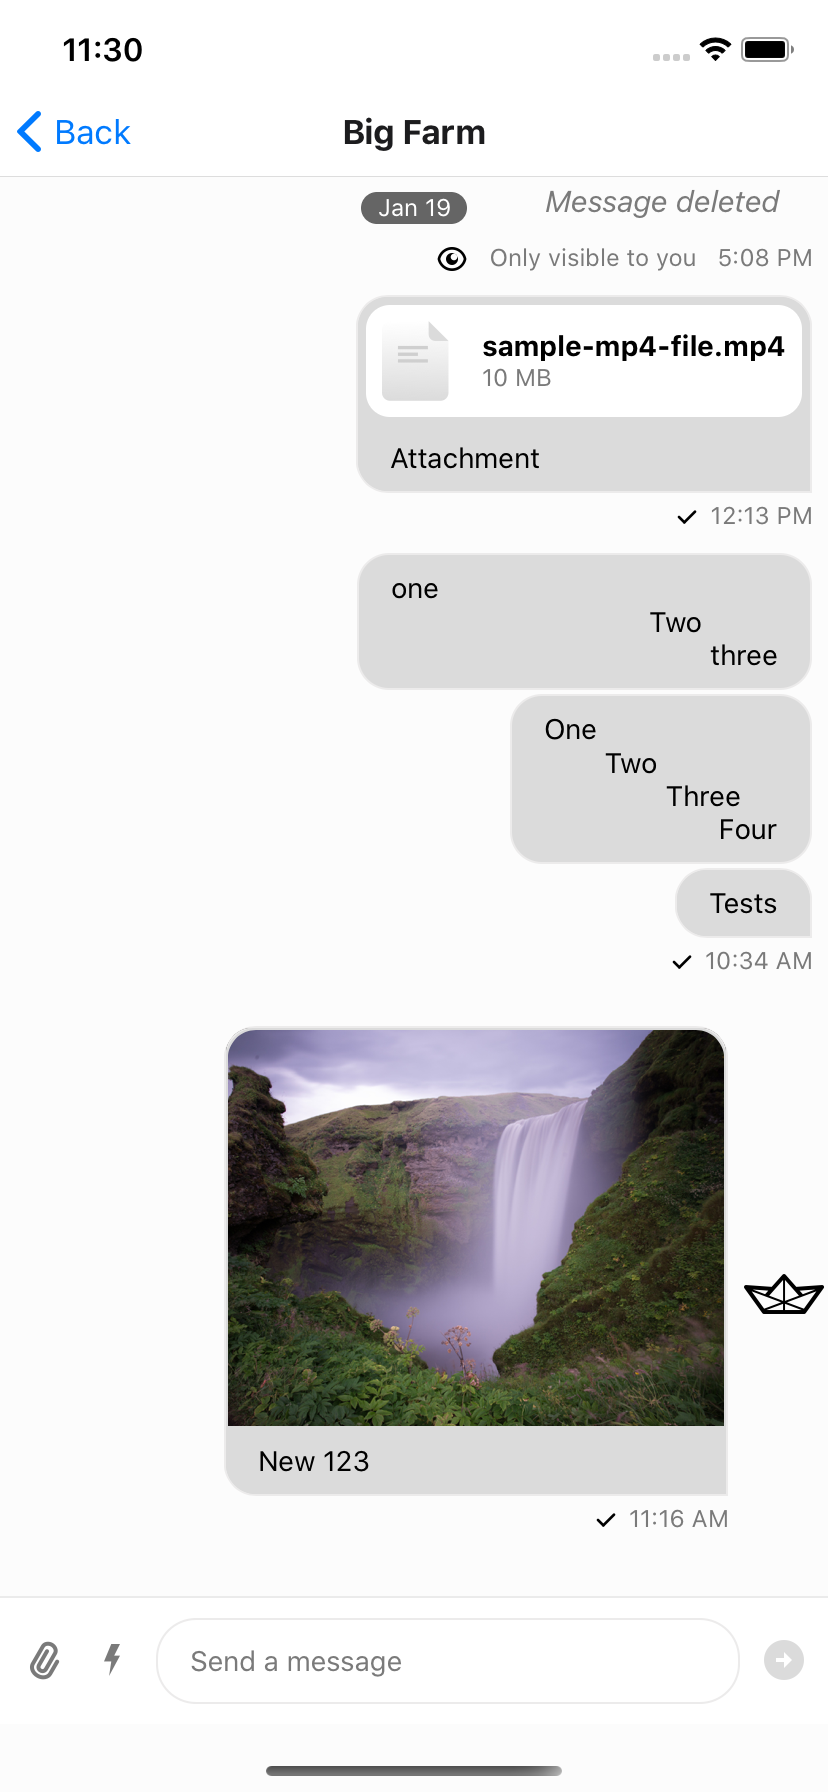 11:30
Back
Big Farm
Jan 19
Message deleted
Only visible to you 5:08 PM
sample-mp4-file.mp4
10 MB
Attachment
12:13 PM
one
Two
three
One
Two
Three
Four
Tests
10:34 AM
New 123
11:16 AM
Send a message